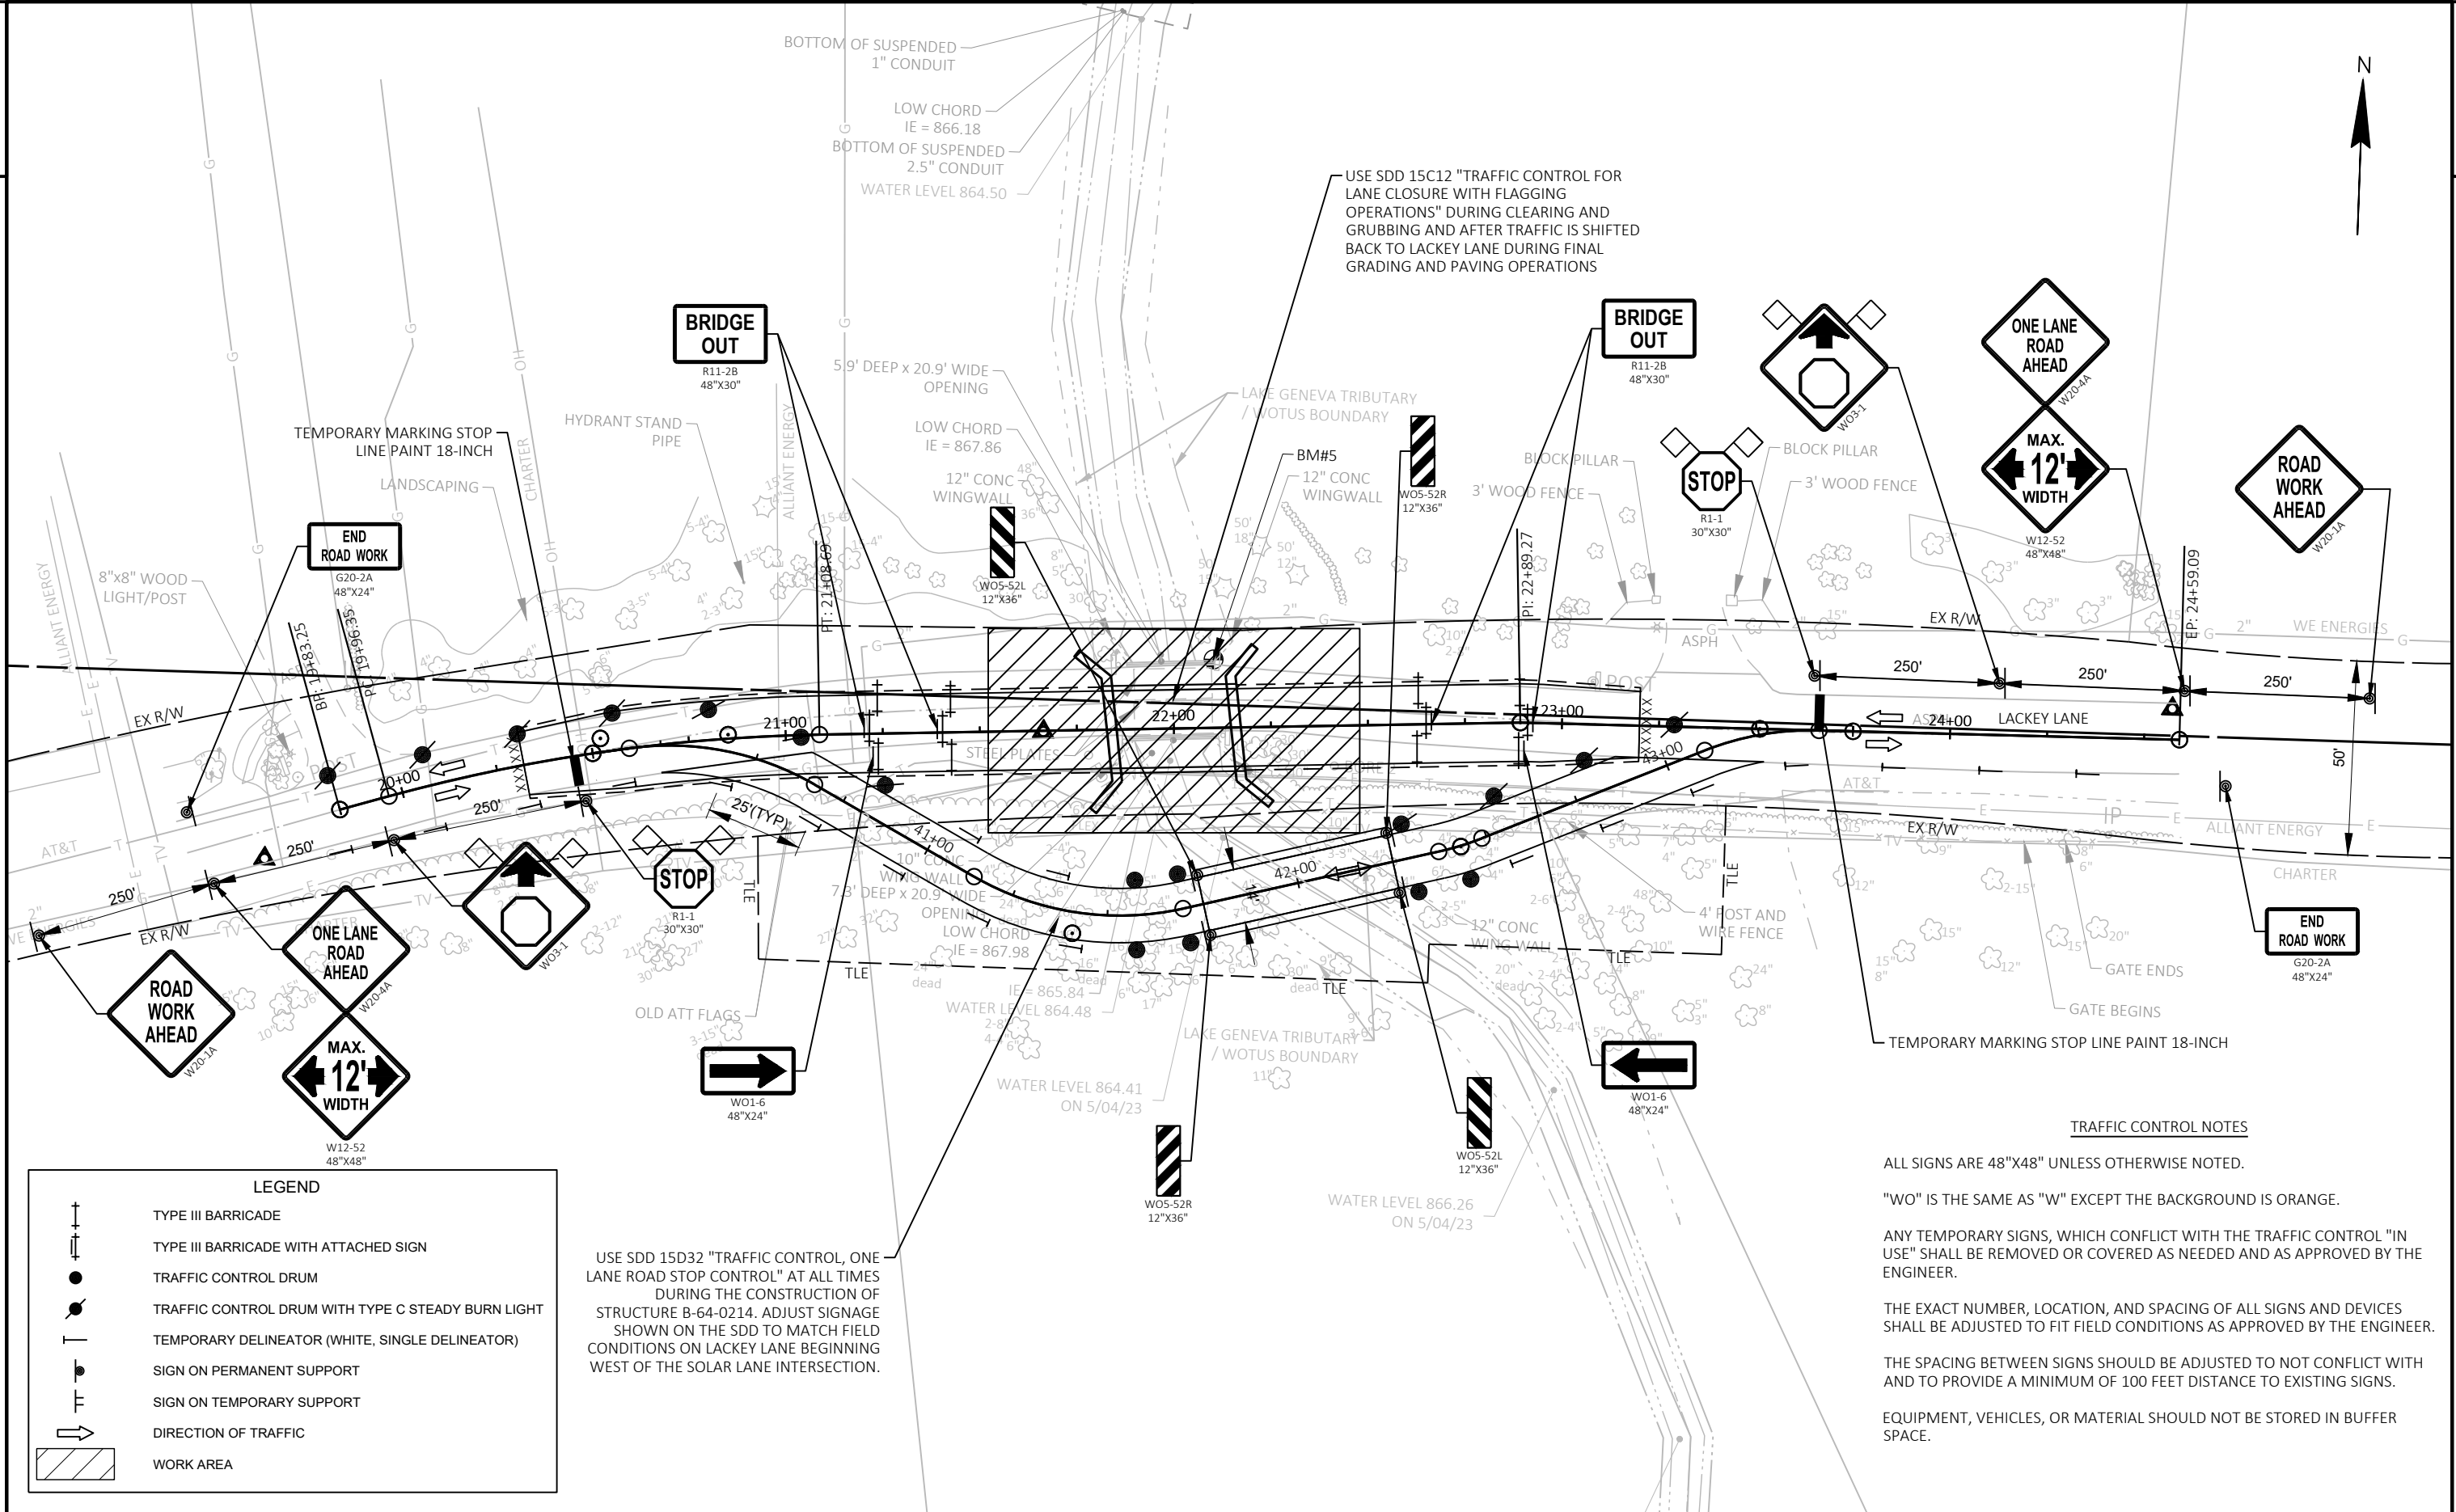 BOTTOM OF SUSPENDED
1" CONDUIT
LOW CHORD
IE = 866.18
BOTTOM OF SUSPENDED
2.5" CONDUIT
WATER LEVEL 864.50
N
USE SDD 15C12 "TRAFFIC CONTROL FOR
LANE CLOSURE WITH FLAGGING
OPERATIONS" DURING CLEARING AND
GRUBBING AND AFTER TRAFFIC IS SHIFTED
BACK TO LACKEY LANE DURING FINAL
GRADING AND PAVING OPERATIONS
BRIDGE
OUT
R11-2B
48"X30"
BRIDGE
OUT
R11-2B
48"X30"
WO3-1
ONE LANE
ROAD
AHEAD
W20-4A
MAX.
12'
WIDTH
W12-52
48"X48"
ROAD
WORK
AHEAD
W20-1A
5.9' DEEP x 20.9' WIDE
OPENING
LAKE GENEVA TRIBUTARY
/ WOTUS BOUNDARY
LOW CHORD
IE = 867.86
BM#5
12" CONC
WINGWALL
12" CONC
WINGWALL
WO5-52L
12"X36"
WO5-52R
12"X36"
HYDRANT STAND
PIPE
ALLIANT ENERGY
TEMPORARY MARKING STOP
LINE PAINT 18-INCH
CHARTER
OH
OH
LANDSCAPING
BLOCK PILLAR
BLOCK PILLAR
3' WOOD FENCE
3' WOOD FENCE
STOP
R1-1
30"X30"
END
ROAD WORK
G20-2A
48"X24"
8"x8" WOOD
LIGHT/POST
ALLIANT ENERGY
BP: 19+83.25
PC: 19+96.35
PT: 21+08.69
PI: 22+89.27
EP: 24+59.09
EX R/W
EX R/W
WE ENERGIES
ASPH
POST
250'
250'
250'
50'
20+00
21+00
22+00
23+00
24+00
LACKEY LANE
STEEL PLATES
41+00
42+00
43+00
25'(TYP)
14'
250'
250'
250'
AT&T
AT&T
EX R/W
EX R/W
ALLIANT ENERGY
CHARTER
IP
TLE
TLE
TLE
TLE
TLE
10" CONC
WING WALL
7.3' DEEP x 20.9' WIDE
OPENING
LOW CHORD
IE = 867.98
IE = 865.84
WATER LEVEL 864.48
12" CONC
WING WALL
4' POST AND
WIRE FENCE
GATE ENDS
GATE BEGINS
END
ROAD WORK
G20-2A
48"X24"
TEMPORARY MARKING STOP LINE PAINT 18-INCH
ROAD
WORK
AHEAD
W20-1A
ONE LANE
ROAD
AHEAD
W20-4A
MAX.
12'
WIDTH
W12-52
48"X48"
WO3-1
STOP
R1-1
30"X30"
OLD ATT FLAGS
WO1-6
48"X24"
LAKE GENEVA TRIBUTARY
/ WOTUS BOUNDARY
WATER LEVEL 864.41
ON 5/04/23
WO5-52R
12"X36"
WO5-52L
12"X36"
WO1-6
48"X24"
WATER LEVEL 866.26
ON 5/04/23
USE SDD 15D32 "TRAFFIC CONTROL, ONE
LANE ROAD STOP CONTROL" AT ALL TIMES
DURING THE CONSTRUCTION OF
STRUCTURE B-64-0214. ADJUST SIGNAGE
SHOWN ON THE SDD TO MATCH FIELD
CONDITIONS ON LACKEY LANE BEGINNING
WEST OF THE SOLAR LANE INTERSECTION.
LEGEND
TYPE III BARRICADE
TYPE III BARRICADE WITH ATTACHED SIGN
TRAFFIC CONTROL DRUM
TRAFFIC CONTROL DRUM WITH TYPE C STEADY BURN LIGHT
TEMPORARY DELINEATOR (WHITE, SINGLE DELINEATOR)
SIGN ON PERMANENT SUPPORT
SIGN ON TEMPORARY SUPPORT
DIRECTION OF TRAFFIC
WORK AREA
TRAFFIC CONTROL NOTES
ALL SIGNS ARE 48"X48" UNLESS OTHERWISE NOTED.
"WO" IS THE SAME AS "W" EXCEPT THE BACKGROUND IS ORANGE.
ANY TEMPORARY SIGNS, WHICH CONFLICT WITH THE TRAFFIC CONTROL "IN
USE" SHALL BE REMOVED OR COVERED AS NEEDED AND AS APPROVED BY THE
ENGINEER.
THE EXACT NUMBER, LOCATION, AND SPACING OF ALL SIGNS AND DEVICES
SHALL BE ADJUSTED TO FIT FIELD CONDITIONS AS APPROVED BY THE ENGINEER.
THE SPACING BETWEEN SIGNS SHOULD BE ADJUSTED TO NOT CONFLICT WITH
AND TO PROVIDE A MINIMUM OF 100 FEET DISTANCE TO EXISTING SIGNS.
EQUIPMENT, VEHICLES, OR MATERIAL SHOULD NOT BE STORED IN BUFFER
SPACE.